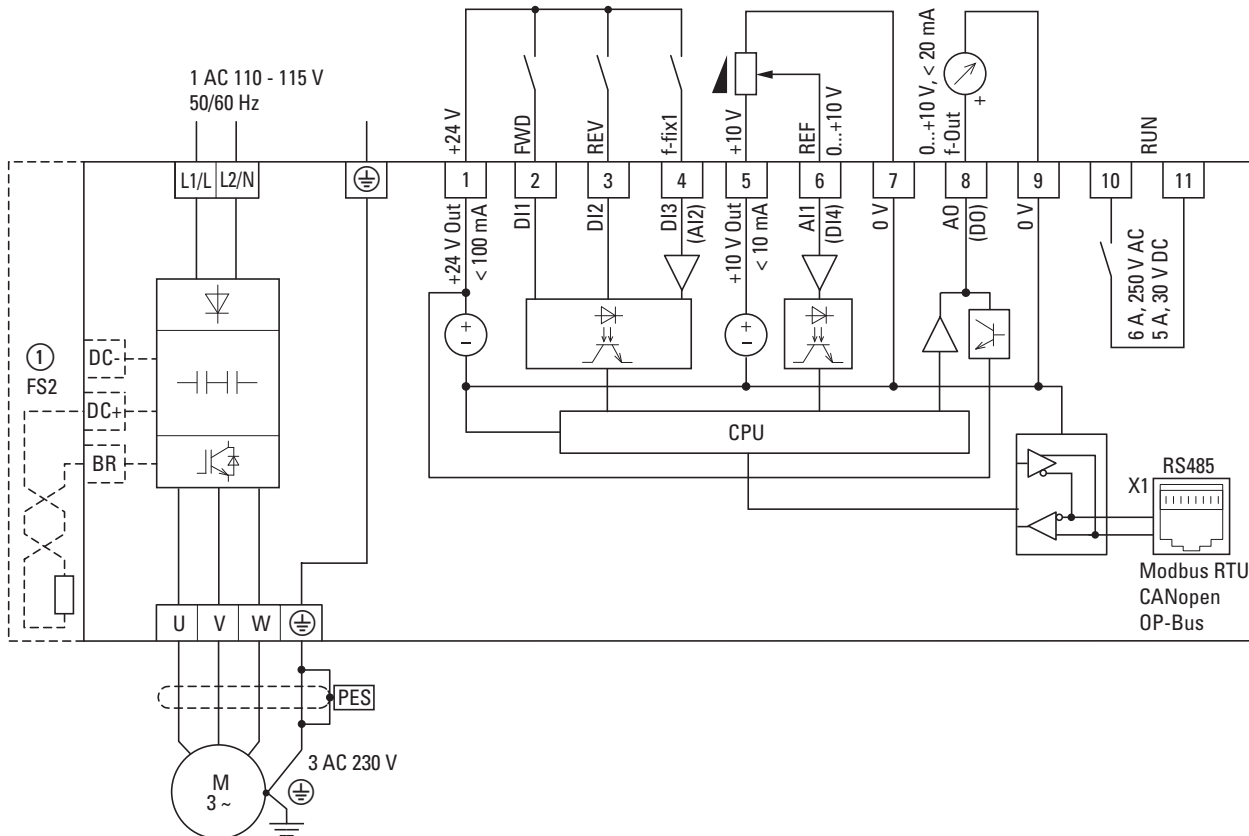 1 AC 110 - 115 V
50/60 Hz
+24 V
FWD
REV
f-fix1
+10 V
REF
0...+10 V
0...+10 V, < 20 mA
f-Out
+
RUN
L1/L
L2/N
1
2
3
4
5
6
7
8
9
10
11
+24 V Out
< 100 mA
DI1
DI2
DI3
(AI2)
+10 V Out
< 10 mA
AI1
(DI4)
0 V
AO
(DO)
0 V
6 A, 250 V AC
5 A, 30 V DC
+
-
+
-
1
FS2
DC-
DC+
BR
CPU
X1
RS485
Modbus RTU
CANopen
OP-Bus
U
V
W
PES
3 AC 230 V
M
3 ~